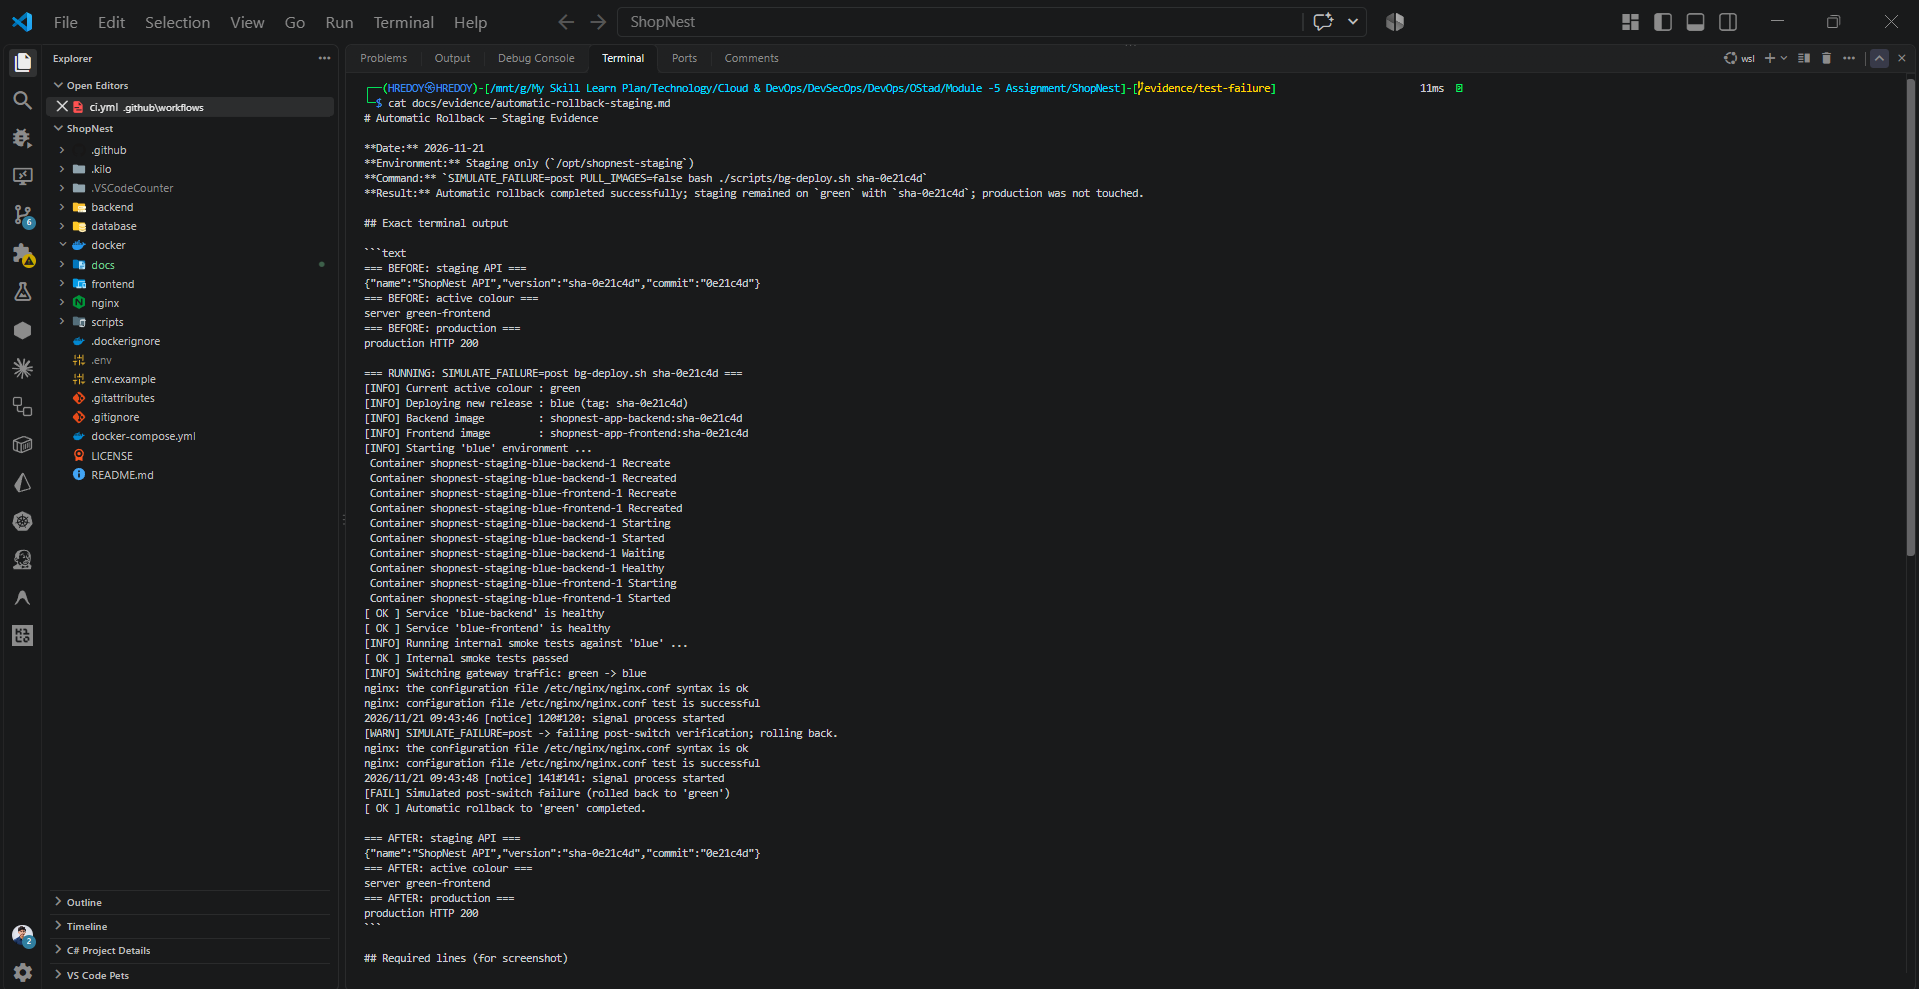 File Edit Selection View Go Run Terminal Help
ShopNest
Explorer
Open Editors
ci.yml .github\workflows
ShopNest
.github
.kilo
.VSCodeCounter
backend
database
docker
docs
frontend
nginx
scripts
.dockerignore
.env
.env.example
.gitattributes
.gitignore
docker-compose.yml
LICENSE
README.md
Outline
Timeline
C# Project Details
VS Code Pets
6
2
Problems Output Debug Console Terminal Ports Comments
wsl
(HREDOY㉿HREDOY)-[/mnt/g/My Skill Learn Plan/Technology/Cloud & DevOps/DevSecOps/DevOps/OStad/Module -5 Assignment/ShopNest]-[evidence/test-failure] 11ms
$ cat docs/evidence/automatic-rollback-staging.md
# Automatic Rollback — Staging Evidence
**Date:** 2026-11-21
**Environment:** Staging only (`/opt/shopnest-staging`)
**Command:** `SIMULATE_FAILURE=post PULL_IMAGES=false bash ./scripts/bg-deploy.sh sha-0e21c4d`
**Result:** Automatic rollback completed successfully; staging remained on `green` with `sha-0e21c4d`; production was not touched.
## Exact terminal output
```text
=== BEFORE: staging API ===
{"name":"ShopNest API","version":"sha-0e21c4d","commit":"0e21c4d"}
=== BEFORE: active colour ===
server green-frontend
=== BEFORE: production ===
production HTTP 200
=== RUNNING: SIMULATE_FAILURE=post bg-deploy.sh sha-0e21c4d ===
[INFO] Current active colour : green
[INFO] Deploying new release : blue (tag: sha-0e21c4d)
[INFO] Backend image         : shopnest-app-backend:sha-0e21c4d
[INFO] Frontend image        : shopnest-app-frontend:sha-0e21c4d
[INFO] Starting 'blue' environment ...
Container shopnest-staging-blue-backend-1 Recreate
Container shopnest-staging-blue-backend-1 Recreated
Container shopnest-staging-blue-frontend-1 Recreate
Container shopnest-staging-blue-frontend-1 Recreated
Container shopnest-staging-blue-backend-1 Starting
Container shopnest-staging-blue-backend-1 Started
Container shopnest-staging-blue-backend-1 Waiting
Container shopnest-staging-blue-backend-1 Healthy
Container shopnest-staging-blue-frontend-1 Starting
Container shopnest-staging-blue-frontend-1 Started
[ OK ] Service 'blue-backend' is healthy
[ OK ] Service 'blue-frontend' is healthy
[INFO] Running internal smoke tests against 'blue' ...
[ OK ] Internal smoke tests passed
[INFO] Switching gateway traffic: green -> blue
nginx: the configuration file /etc/nginx/nginx.conf syntax is ok
nginx: configuration file /etc/nginx/nginx.conf test is successful
2026/11/21 09:43:46 [notice] 120#120: signal process started
[WARN] SIMULATE_FAILURE=post -> failing post-switch verification; rolling back.
nginx: the configuration file /etc/nginx/nginx.conf syntax is ok
nginx: configuration file /etc/nginx/nginx.conf test is successful
2026/11/21 09:43:48 [notice] 141#141: signal process started
[FAIL] Simulated post-switch failure (rolled back to 'green')
[ OK ] Automatic rollback to 'green' completed.
=== AFTER: staging API ===
{"name":"ShopNest API","version":"sha-0e21c4d","commit":"0e21c4d"}
=== AFTER: active colour ===
server green-frontend
=== AFTER: production ===
production HTTP 200
```
## Required lines (for screenshot)